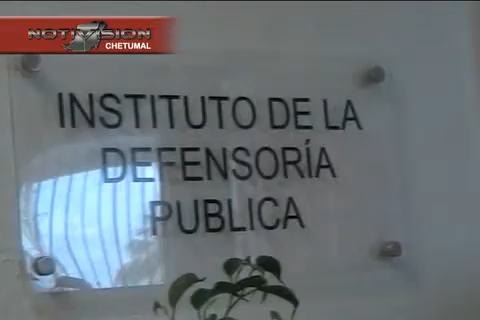 NOTIVISION
CHETUMAL
INSTITUTO DE LA
DEFENSORÍA
PUBLICA